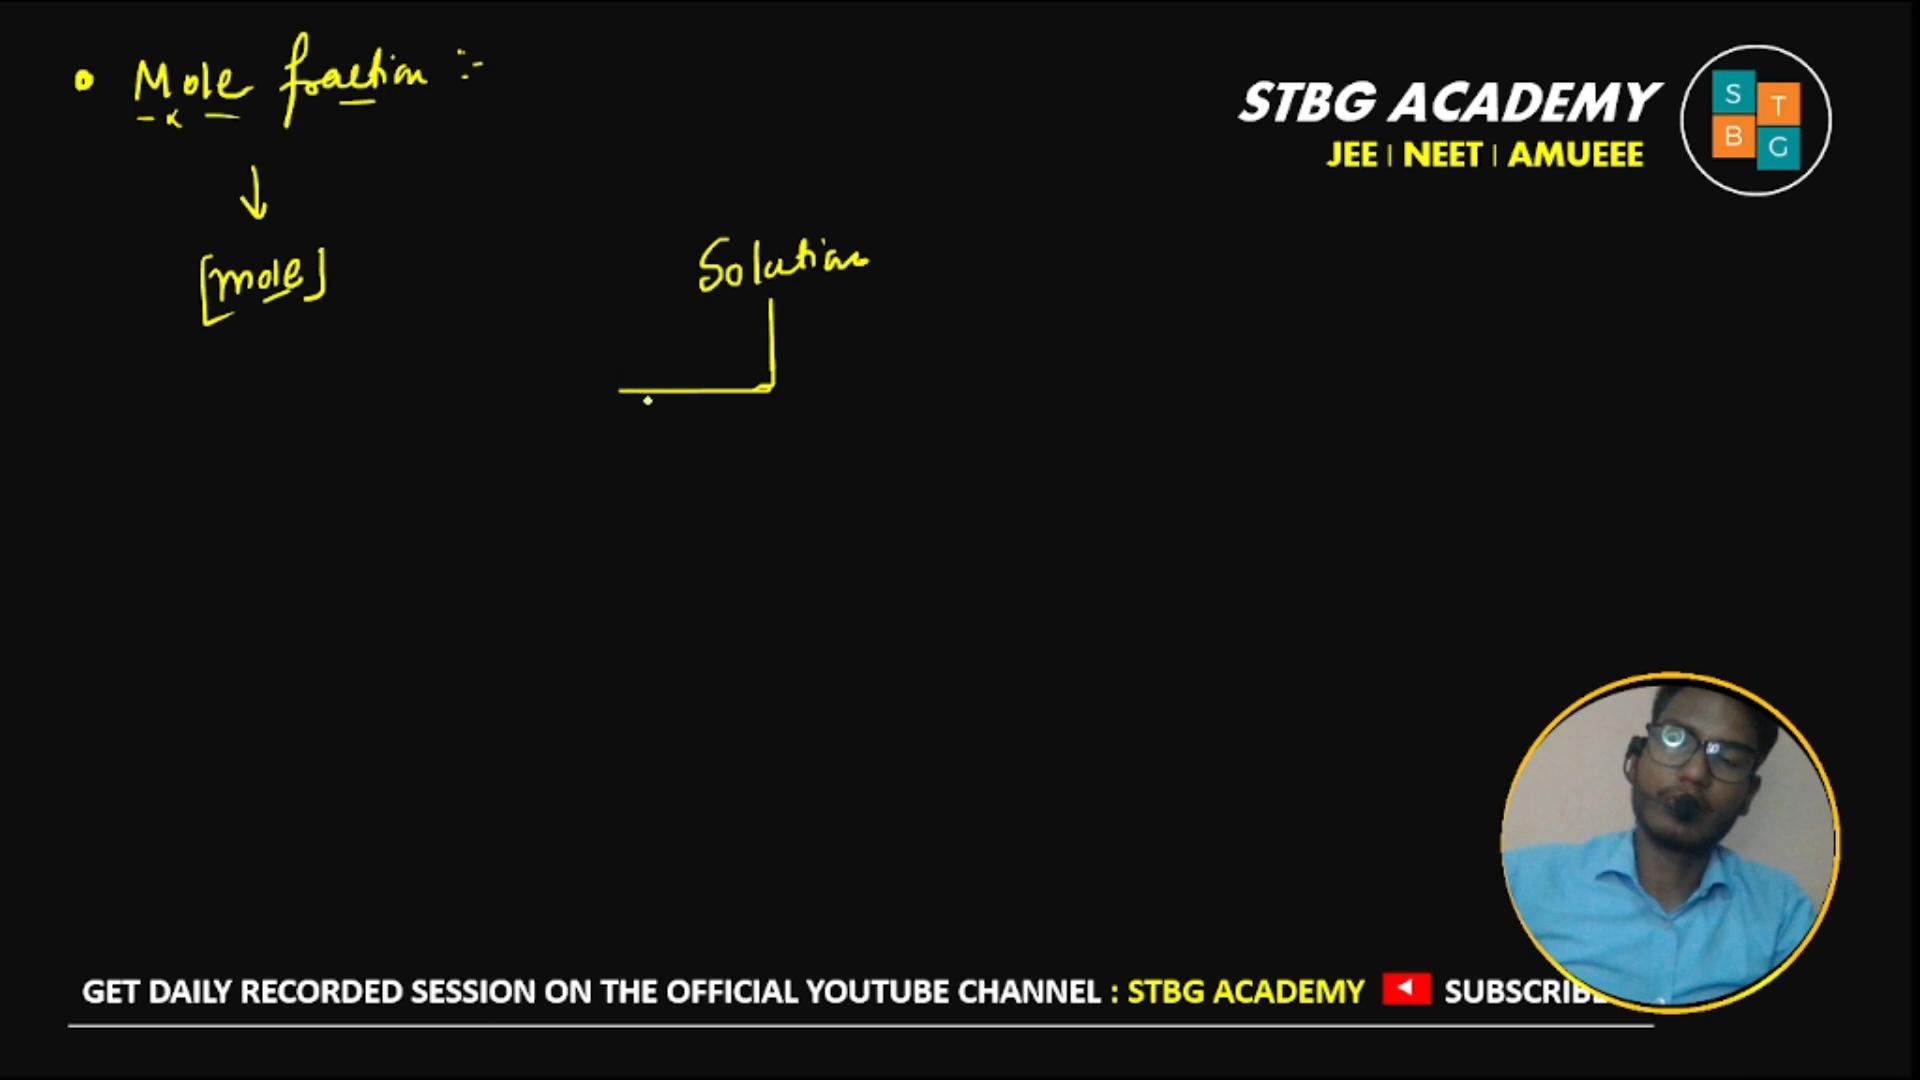 • Mole fraction :-
[mole]
Solution
STBG ACADEMY
JEE | NEET | AMUEEE
S T
B G
GET DAILY RECORDED SESSION ON THE OFFICIAL YOUTUBE CHANNEL : STBG ACADEMY SUBSCRIBE